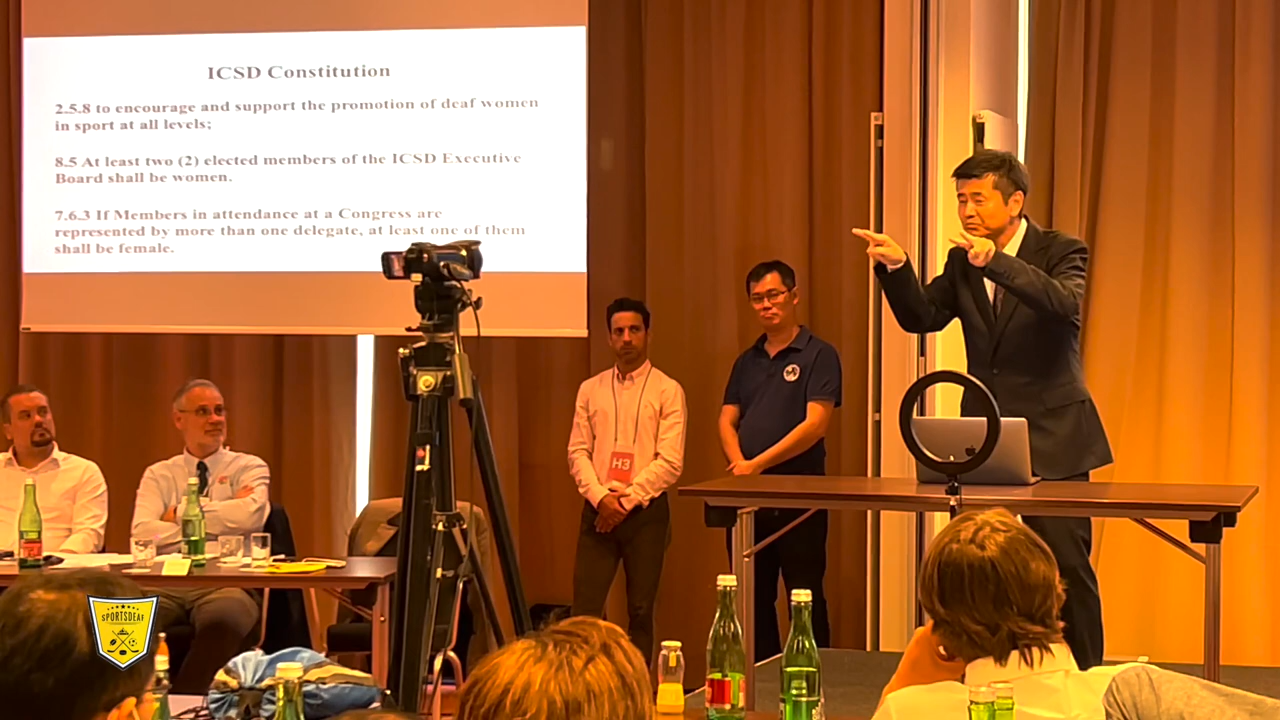 ICSD Constitution
2.5.8 to encourage and support the promotion of deaf women
in sport at all levels;
8.5 At least two (2) elected members of the ICSD Executive
Board shall be women.
7.6.3 If Members in attendance at a Congress are
represented by more than one delegate, at least one of them
shall be female.
H3
SPORTSDEAF